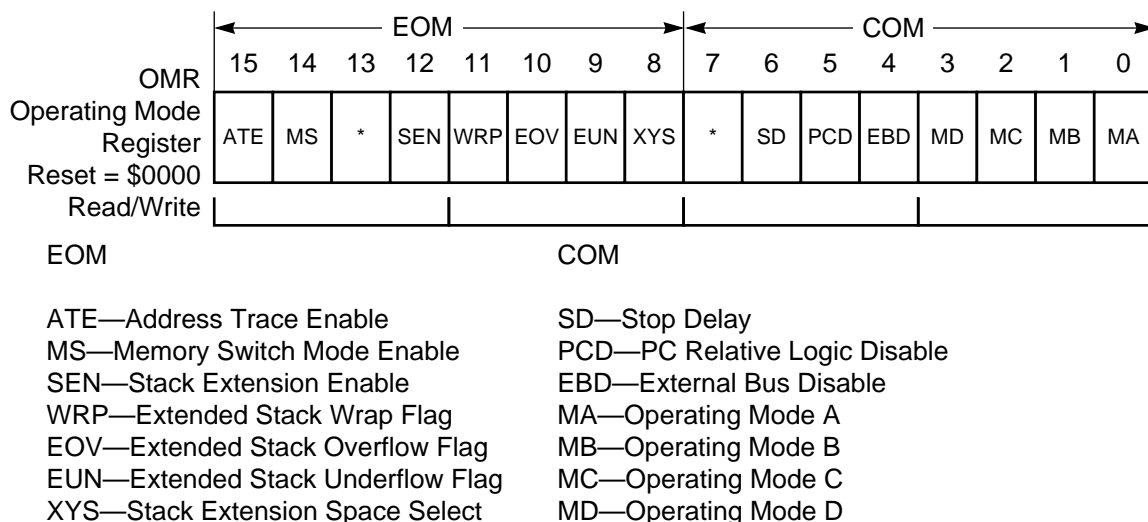 EOM COM
15 14 13 12 11 10 9 8 7 6 5 4 3 2 1 0
OMR
Operating Mode
Register
Reset = $0000
Read/Write
ATE MS * SEN WRP EOV EUN XYS * SD PCD EBD MD MC MB MA
EOM
ATE—Address Trace Enable
MS—Memory Switch Mode Enable
SEN—Stack Extension Enable
WRP—Extended Stack Wrap Flag
EOV—Extended Stack Overflow Flag
EUN—Extended Stack Underflow Flag
XYS—Stack Extension Space Select
COM
SD—Stop Delay
PCD—PC Relative Logic Disable
EBD—External Bus Disable
MA—Operating Mode A
MB—Operating Mode B
MC—Operating Mode C
MD—Operating Mode D